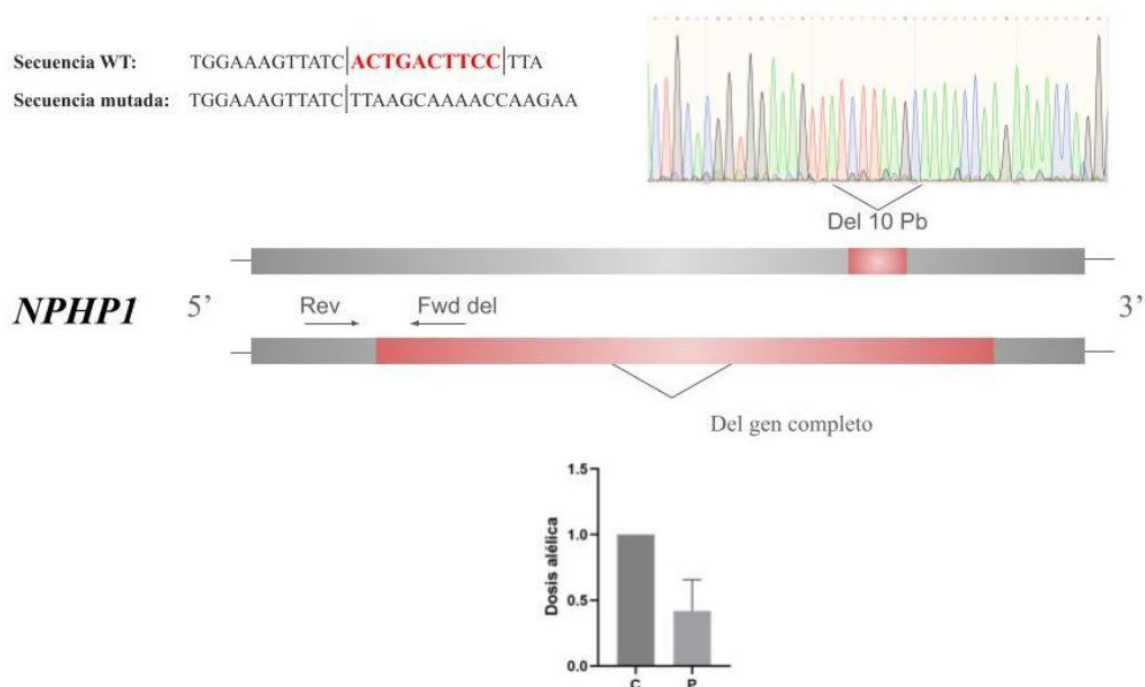 Secuencia WT: TGGAAAGTTATC|ACTGACTTCC|TTA
Secuencia mutada: TGGAAAGTTATC|TTAAGCAAAACCAAGAA
Del 10 Pb
NPHP1 5’ 3’
Rev Fwd del
Del gen completo
1.5
1.0
0.5
0.0
Dosis alélica
C P